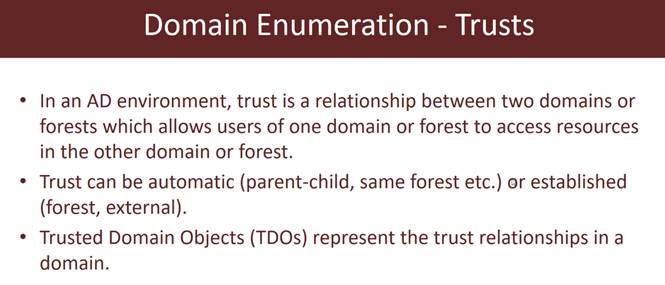 Domain Enumeration - Trusts
• In an AD environment, trust is a relationship between two domains or
forests which allows users of one domain or forest to access resources
in the other domain or forest.
• Trust can be automatic (parent-child, same forest etc.) or established
(forest, external).
• Trusted Domain Objects (TDOs) represent the trust relationships in a
domain.